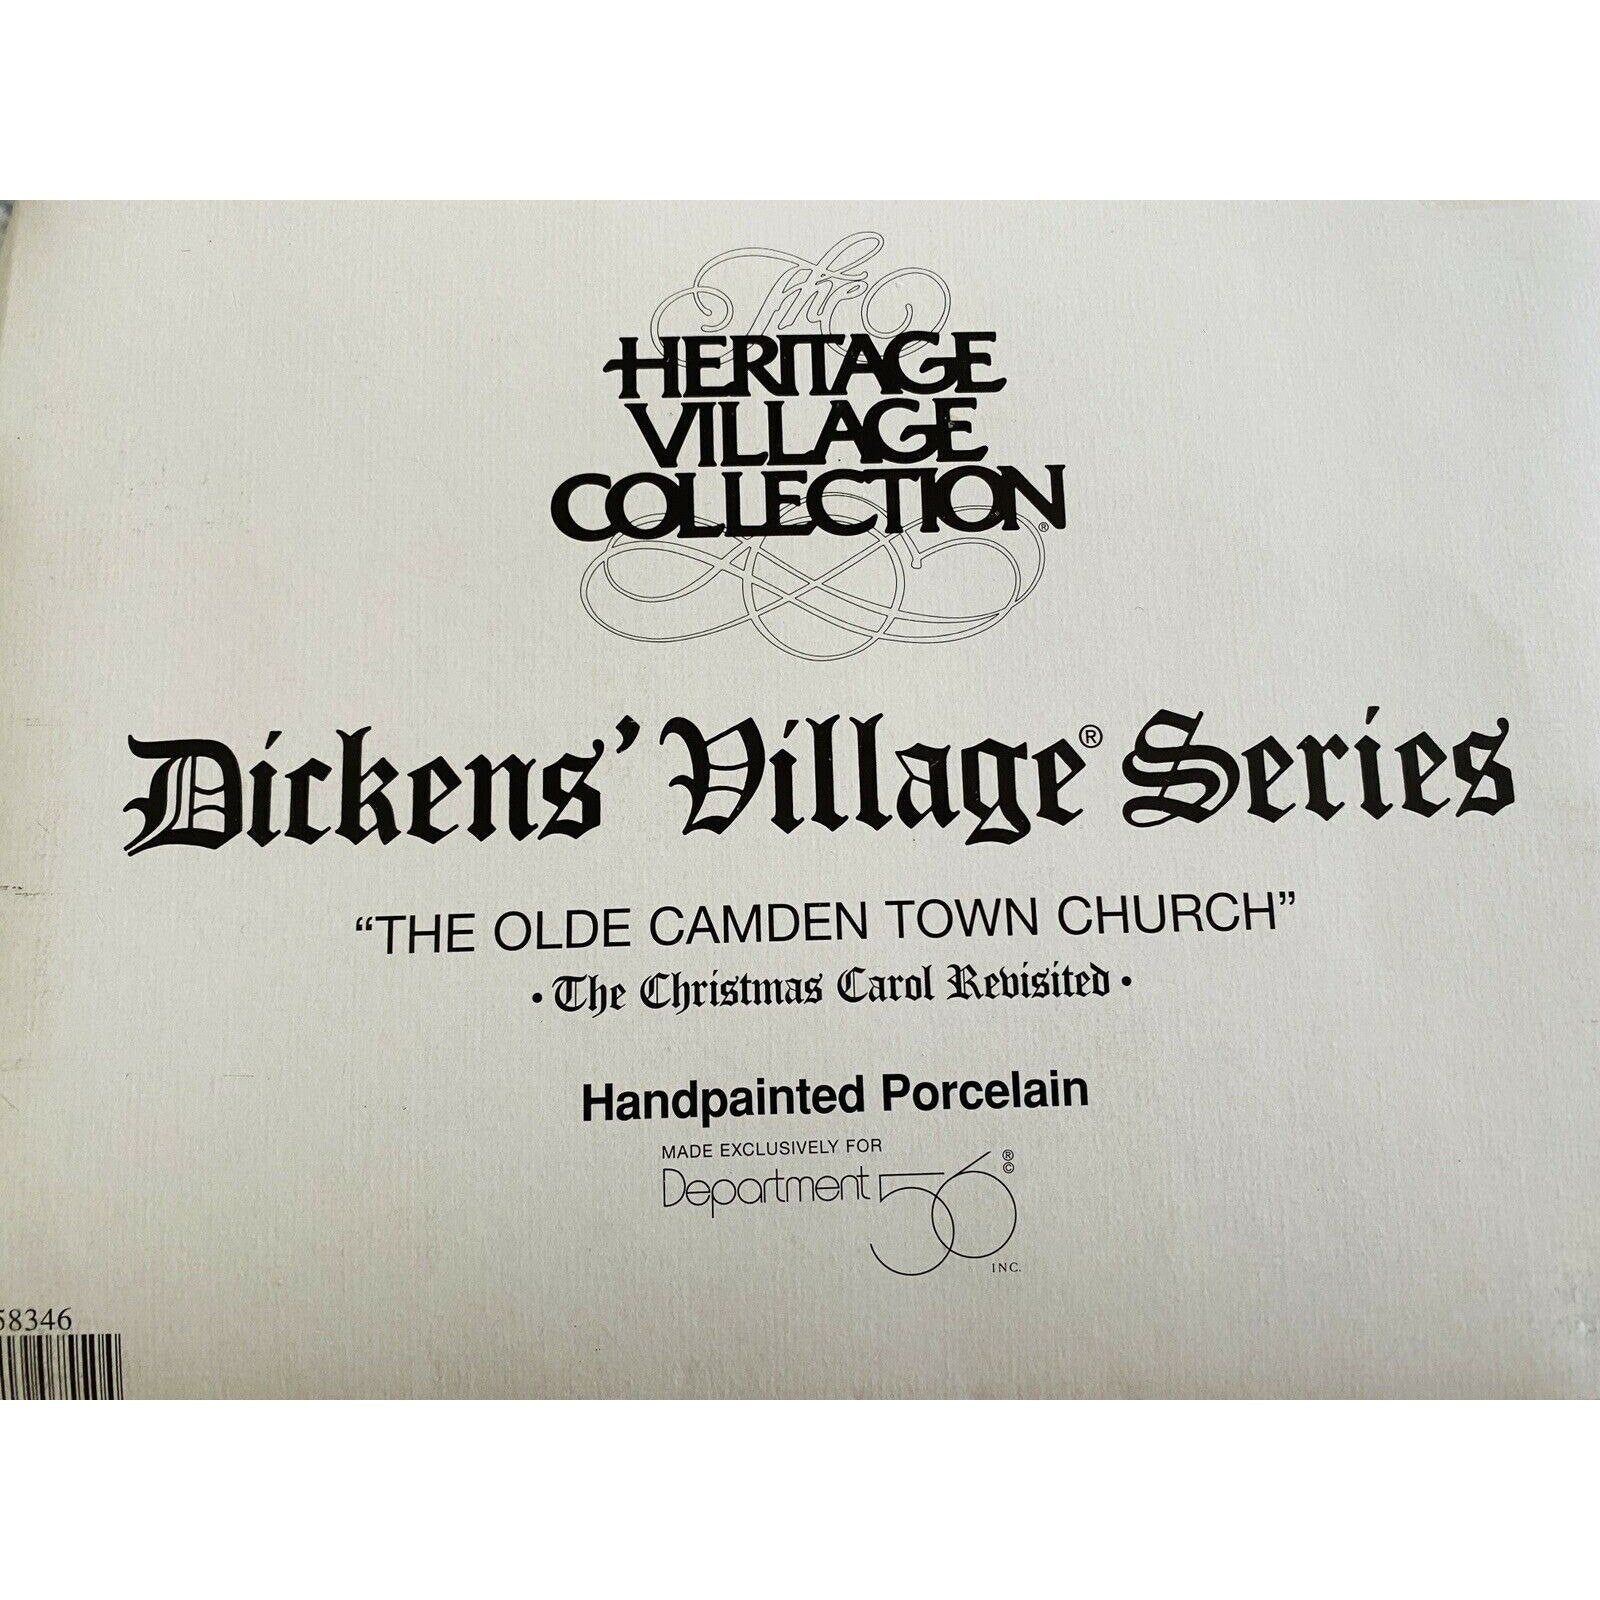 The
HERITAGE
VILLAGE
COLLECTION®
Dickens' Village® Series
“THE OLDE CAMDEN TOWN CHURCH”
• The Christmas Carol Revisited •
Handpainted Porcelain
MADE EXCLUSIVELY FOR
Department 56 ®©
INC.
58346